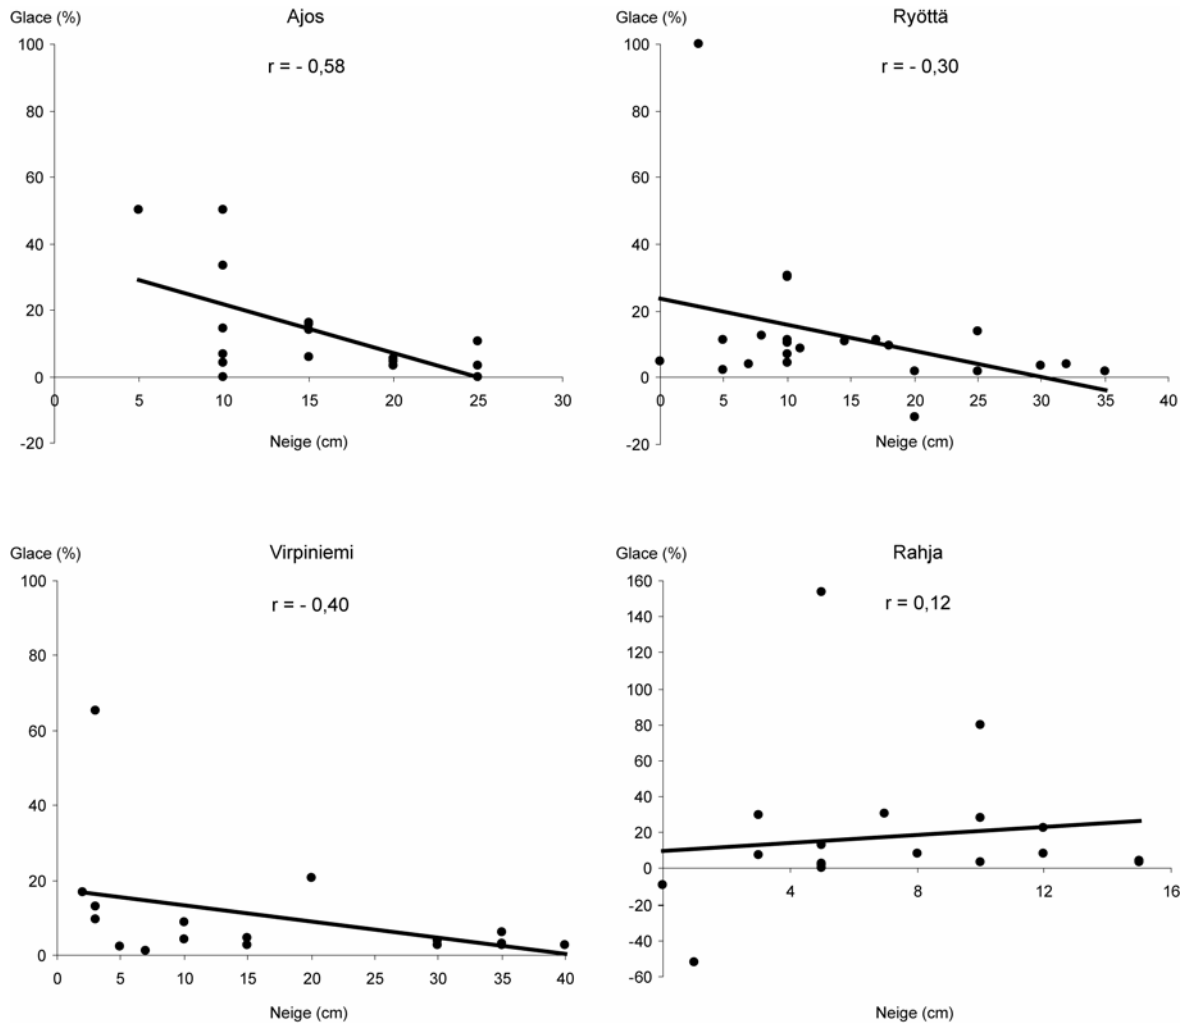 Glace (%)
Ajos
r = - 0,58
100
80
60
40
20
0
-20
0 5 10 15 20 25 30
Neige (cm)
Glace (%)
Ryöttä
r = - 0,30
100
80
60
40
20
0
-20
0 5 10 15 20 25 30 35 40
Neige (cm)
Glace (%)
Virpiniemi
r = - 0,40
100
80
60
40
20
0
0 5 10 15 20 25 30 35 40
Neige (cm)
Glace (%)
Rahja
r = 0,12
160
140
120
100
80
60
40
20
0
-20
-40
-60
4 8 12 16
Neige (cm)